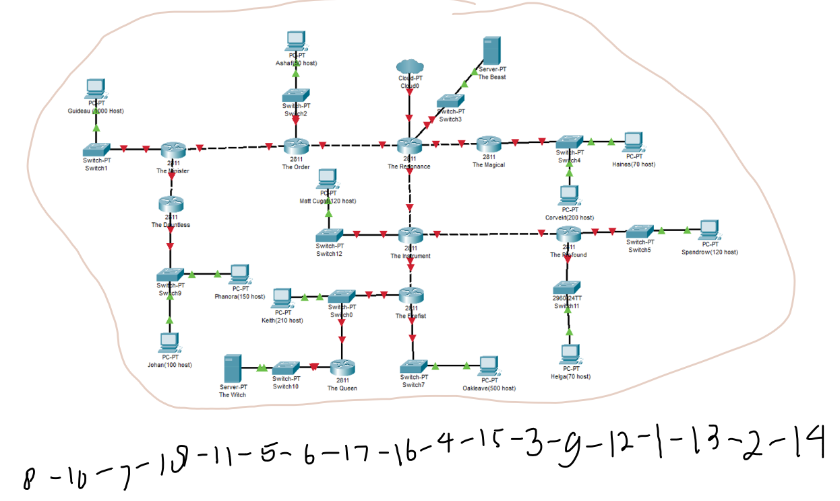 PC-PT
Ashaf(50 host)
Server-PT
The Beast
Cloud-PT
Cloud0
PC-PT
Guideau (1000 Host)
Switch-PT
Switch2
Switch-PT
Switch3
Switch-PT
Switch1
2811
2811
The Order
2811
The Resonance
2811
The Magical
Switch-PT
Switch4
PC-PT
Haines(70 host)
PC-PT
Matt Cugat(120 host)
PC-PT
Corvekt(200 host)
2811
The Dauntless
Switch-PT
Switch12
2811
The Instrument
2811
The Profound
Switch-PT
Switch5
PC-PT
Spendrow(120 host)
Switch-PT
Switch9
PC-PT
Phanora(150 host)
PC-PT
Keith(210 host)
Switch-PT
Switch0
2811
2960-24TT
Switch11
PC-PT
Johan(100 host)
Server-PT
The Witch
Switch-PT
Switch10
2811
The Queen
Switch-PT
Switch7
PC-PT
Oakleave(500 host)
PC-PT
Helga(70 host)
8-10-7-18-11-5-6-17-16-4-15-3-9-12-1-13-2-14